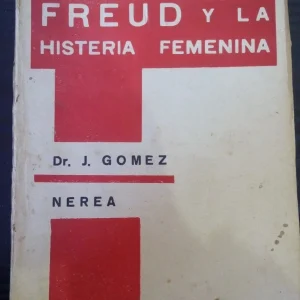 FREUD Y LA
HISTERIA FEMENINA
Dr. J. GOMEZ
NEREA